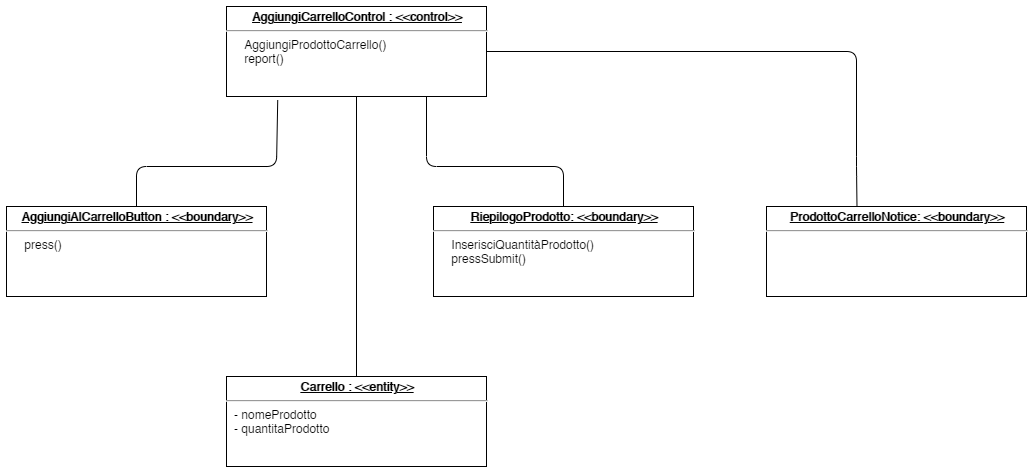 AggiungiCarrelloControl : <<control>>
AggiungiProdottoCarrello()
report()
AggiungiAlCarrelloButton : <<boundary>>
press()
RiepilogoProdotto: <<boundary>>
InserisciQuantitàProdotto()
pressSubmit()
ProdottoCarrelloNotice: <<boundary>>
Carrello : <<entity>>
- nomeProdotto
- quantitaProdotto